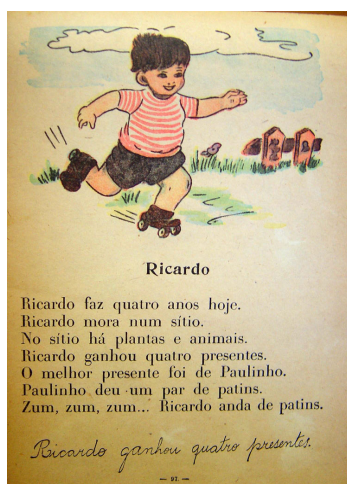 Ricardo
Ricardo faz quatro anos hoje.
Ricardo mora num sítio.
No sítio há plantas e animais.
Ricardo ganhou quatro presentes.
O melhor presente foi de Paulinho.
Paulinho deu um par de patins.
Zum, zum, zum... Ricardo anda de patins.
Ricardo ganhou quatro presentes.